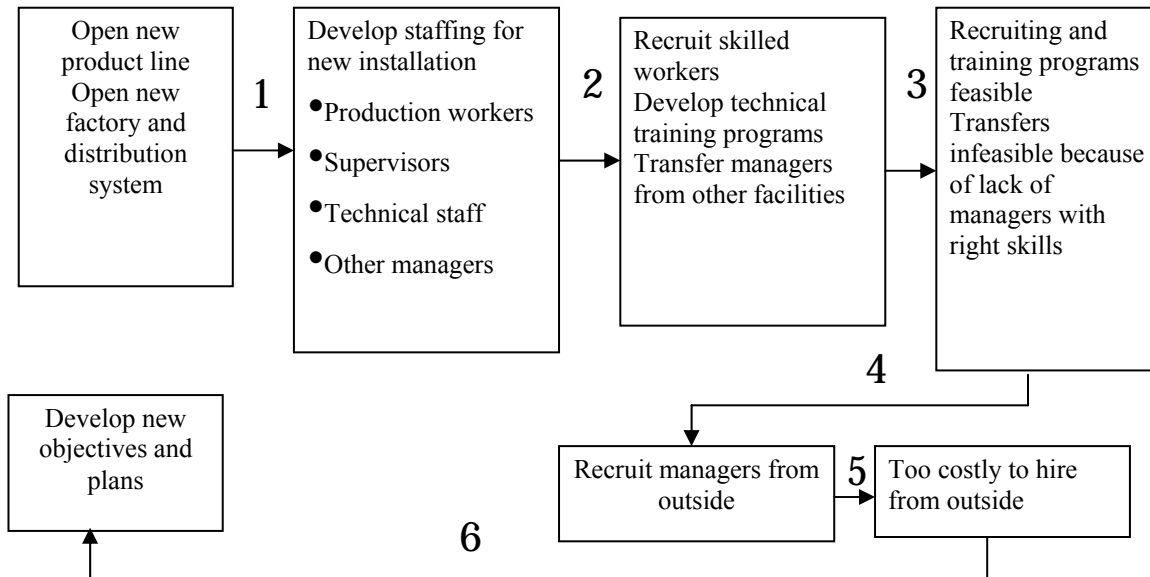 Open new
product line
Open new
factory and
distribution
system
1
Develop staffing for
new installation
•Production workers
•Supervisors
•Technical staff
•Other managers
2
Recruit skilled
workers
Develop technical
training programs
Transfer managers
from other facilities
3
Recruiting and
training programs
feasible
Transfers
infeasible because
of lack of
managers with
right skills
4
Recruit managers from
outside
5
Too costly to hire
from outside
6
Develop new
objectives and
plans